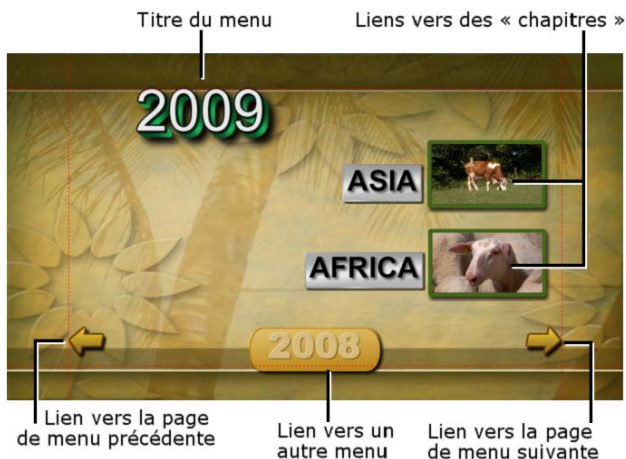 Titre du menu
Liens vers des « chapitres »
2009
ASIA
AFRICA
2008
Lien vers la page
de menu précédente
Lien vers un
autre menu
Lien vers la page
de menu suivante